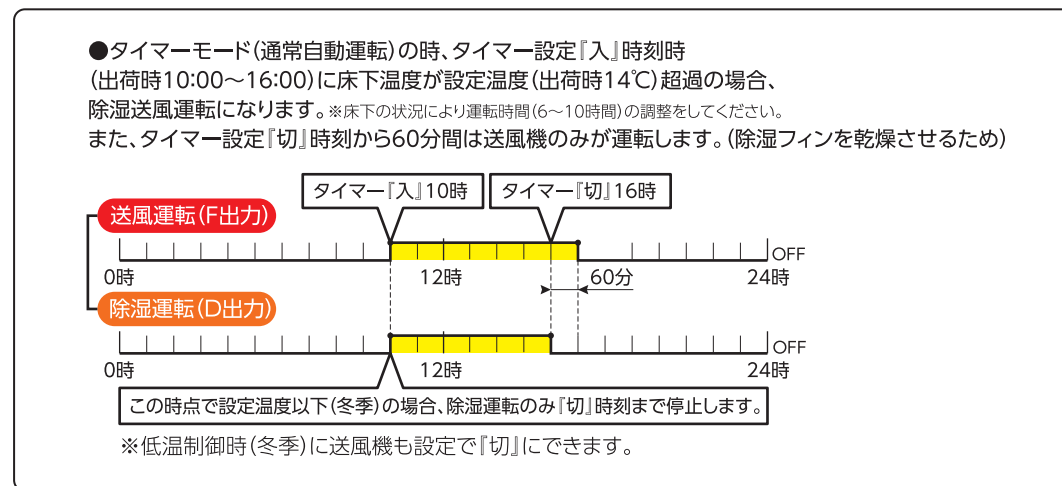 ●タイマーモード(通常自動運転)の時、タイマー設定『入』時刻時
(出荷時10:00～16:00)に床下温度が設定温度(出荷時14℃)超過の場合、
除湿送風運転になります。※床下の状況により運転時間(6～10時間)の調整をしてください。
また、タイマー設定『切』時刻から60分間は送風機のみが運転します。(除湿フィンを乾燥させるため)
タイマー『入』10時 タイマー『切』16時
送風運転(F出力)
OFF
0時 12時 60分 24時
除湿運転(D出力)
OFF
0時 12時 24時
この時点で設定温度以下(冬季)の場合、除湿運転のみ『切』時刻まで停止します。
※低温制御時(冬季)に送風機も設定で『切』にできます。